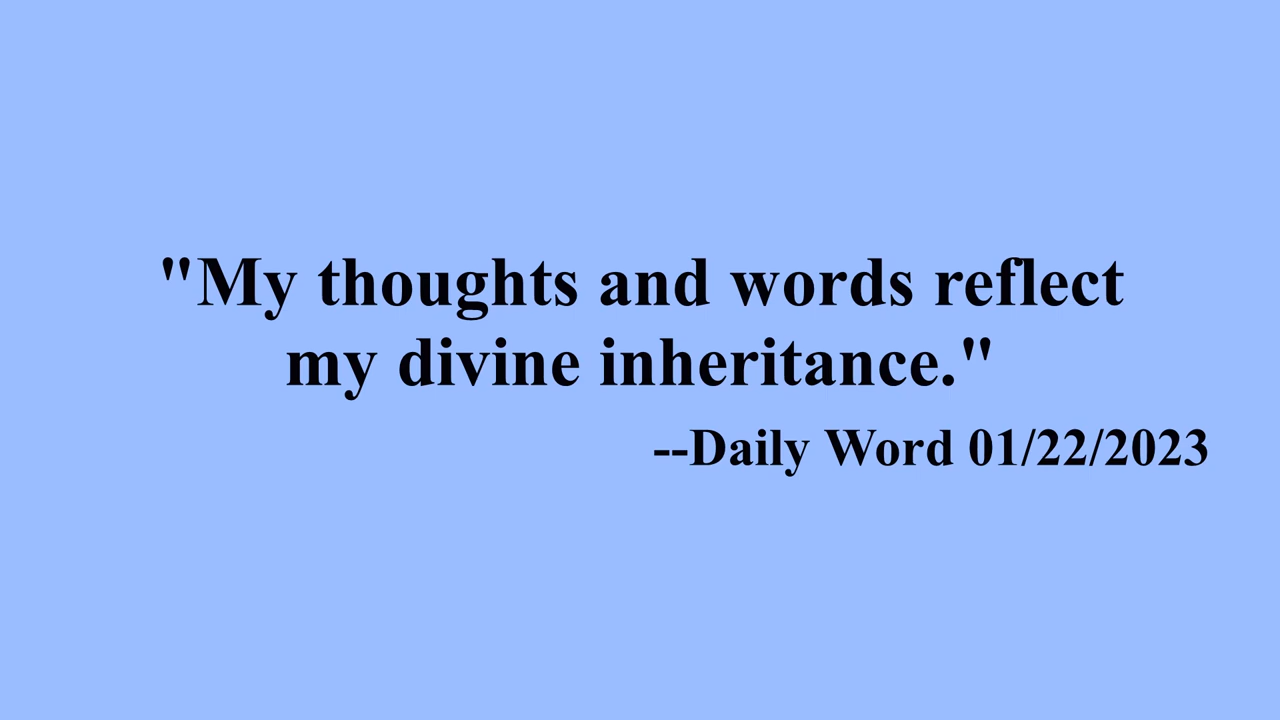 "My thoughts and words reflect
my divine inheritance."
--Daily Word 01/22/2023